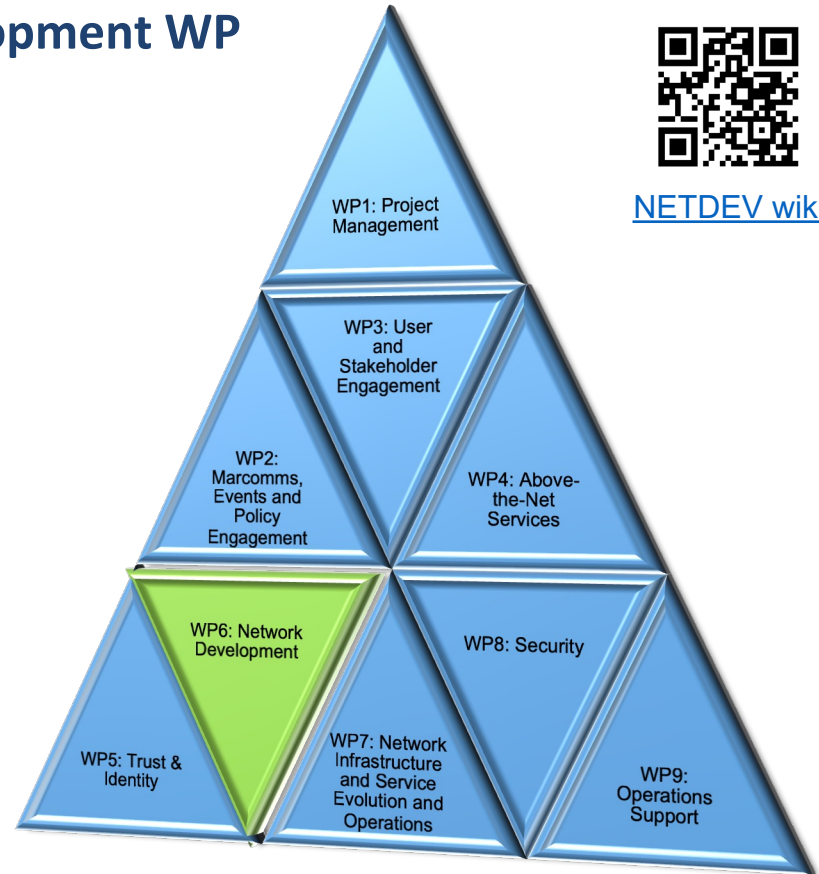 opment WP
NETDEV wik
WP1: Project
Management
WP3: User
and
Stakeholder
Engagement
WP2:
Marcomms,
Events and
Policy
Engagement
WP4: Above-
the-Net
Services
WP6: Network
Development
WP8: Security
WP5: Trust &
Identity
WP7: Network
Infrastructure
and Service
Evolution and
Operations
WP9:
Operations
Support